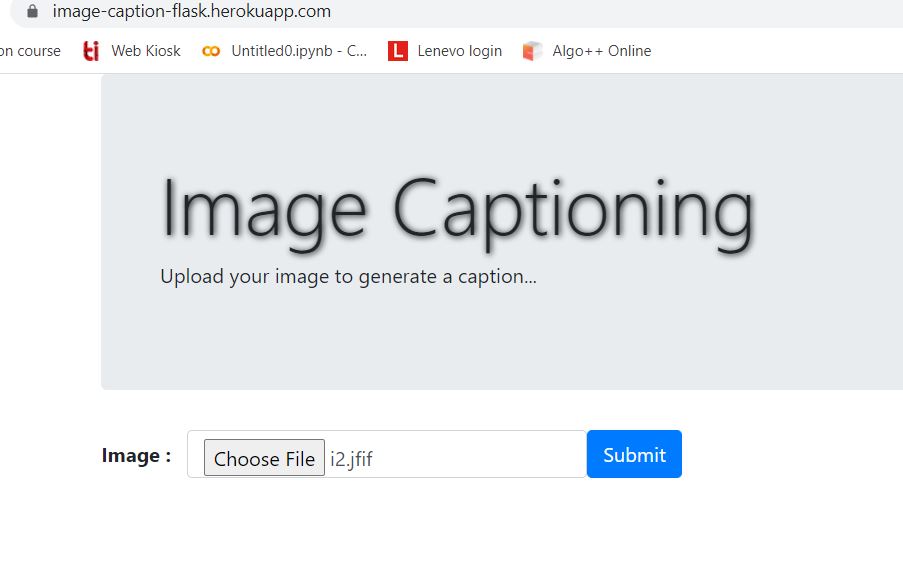 image-caption-flask.herokuapp.com
on course Web Kiosk Untitled0.ipynb - C... Lenevo login Algo++ Online
Image Captioning
Upload your image to generate a caption...
Image : Choose File i2.jfif Submit